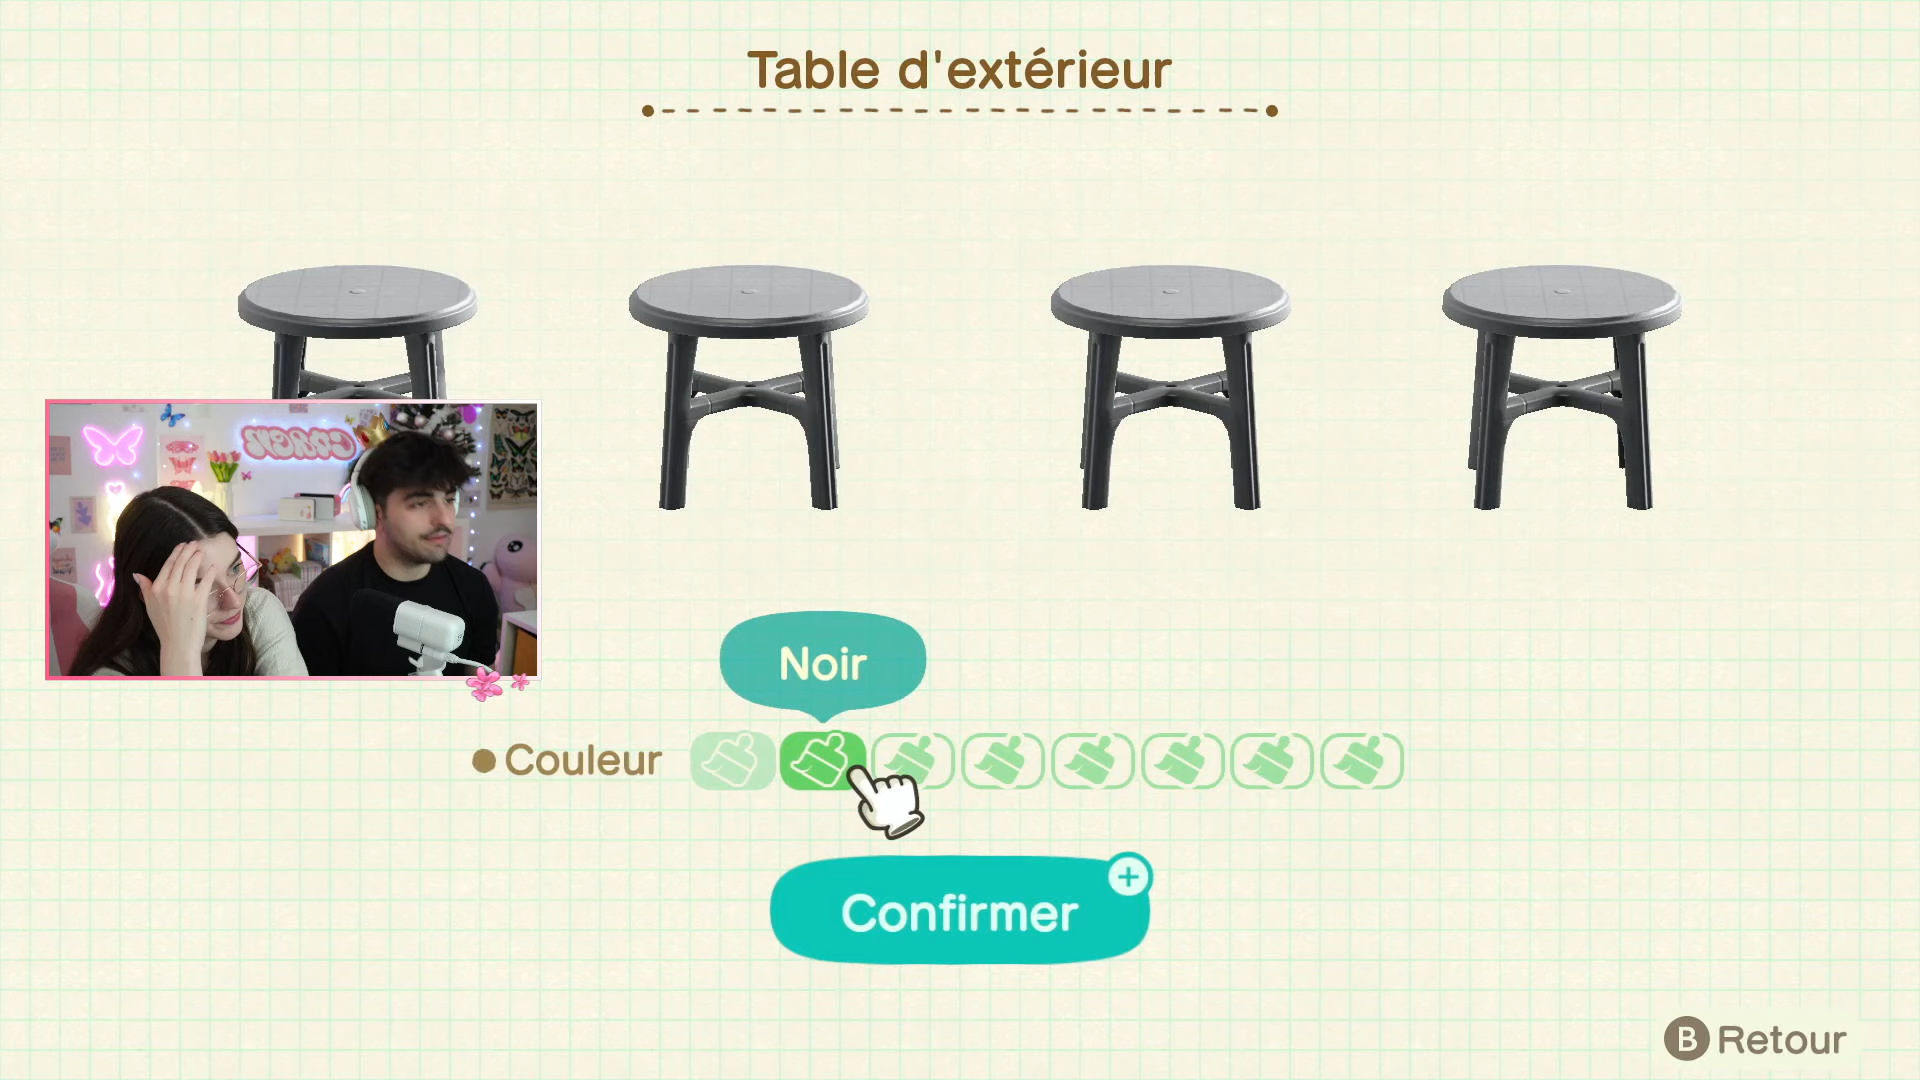 Table d'extérieur
Noir
Couleur
Confirmer
B Retour